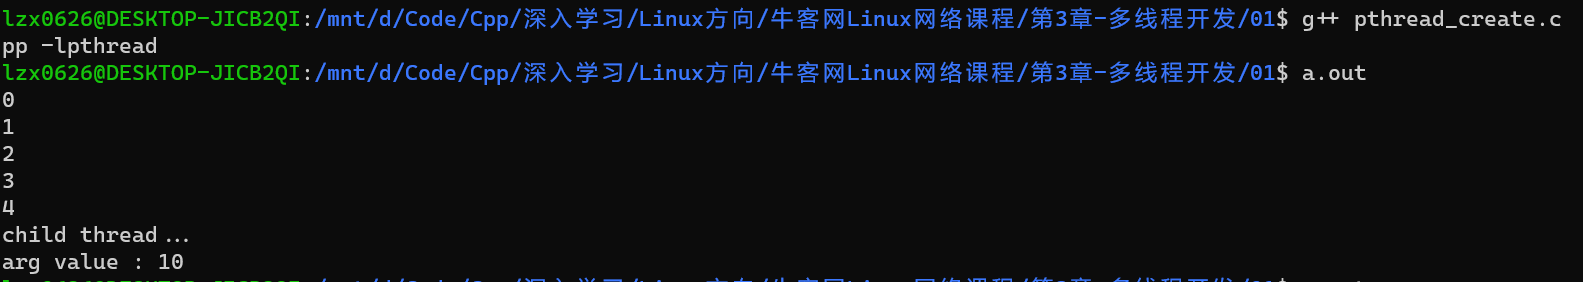 lzx0626@DESKTOP-JICB2QI:/mnt/d/Code/Cpp/深入学习/Linux方向/牛客网Linux网络课程/第3章-多线程开发/01$ g++ pthread_create.c
pp -lpthread
lzx0626@DESKTOP-JICB2QI:/mnt/d/Code/Cpp/深入学习/Linux方向/牛客网Linux网络课程/第3章-多线程开发/01$ a.out
0
1
2
3
4
child thread...
arg value : 10